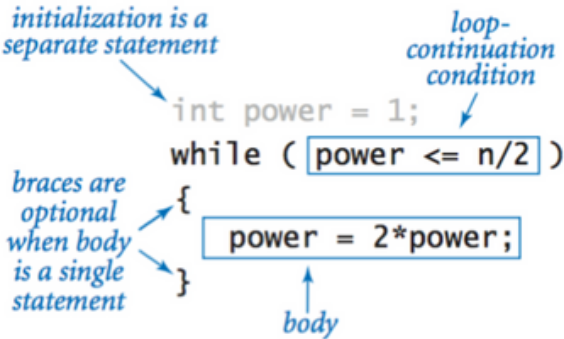 initialization is a
separate statement
loop-
continuation
condition
int power = 1;
while ( power <= n/2 )
braces are
optional
when body
is a single
statement
{
power = 2*power;
}
body